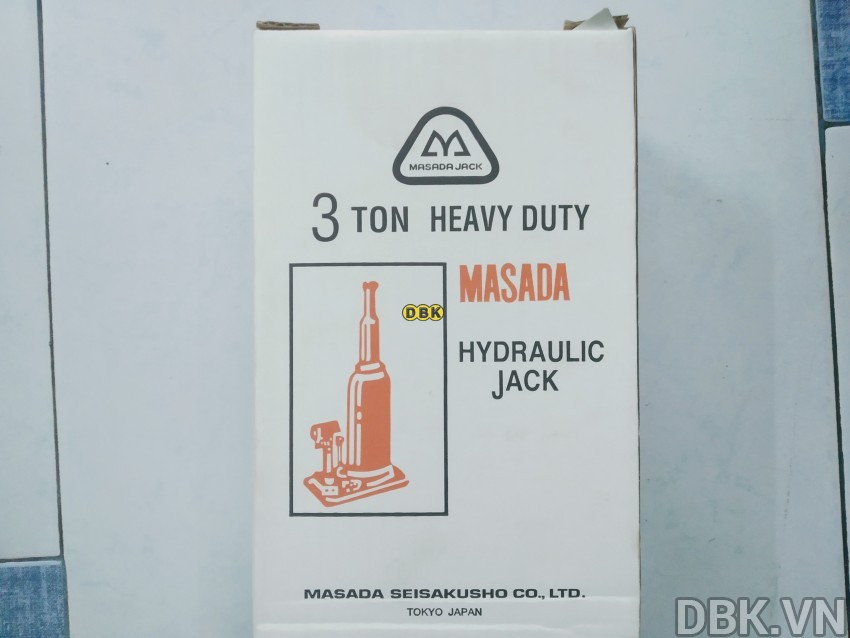 MASADA JACK
3 TON HEAVY DUTY
MASADA
DBK
HYDRAULIC
JACK
MASADA SEISAKUSHO CO., LTD.
TOKYO JAPAN
DBK.VN